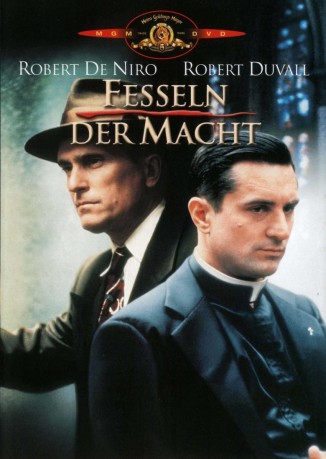 MGM DVD
ROBERT DE NIRO ROBERT DUVALL
FESSELN
DER MACHT